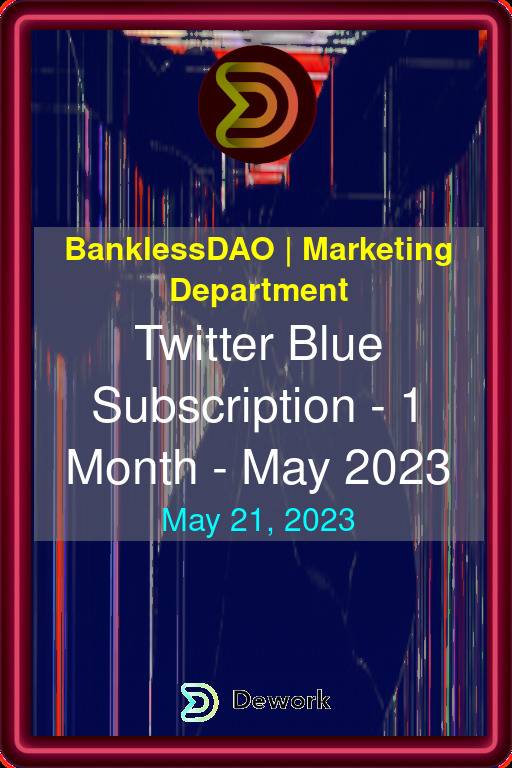 BanklessDAO | Marketing
Department
Twitter Blue
Subscription - 1
Month - May 2023
May 21, 2023
Dework